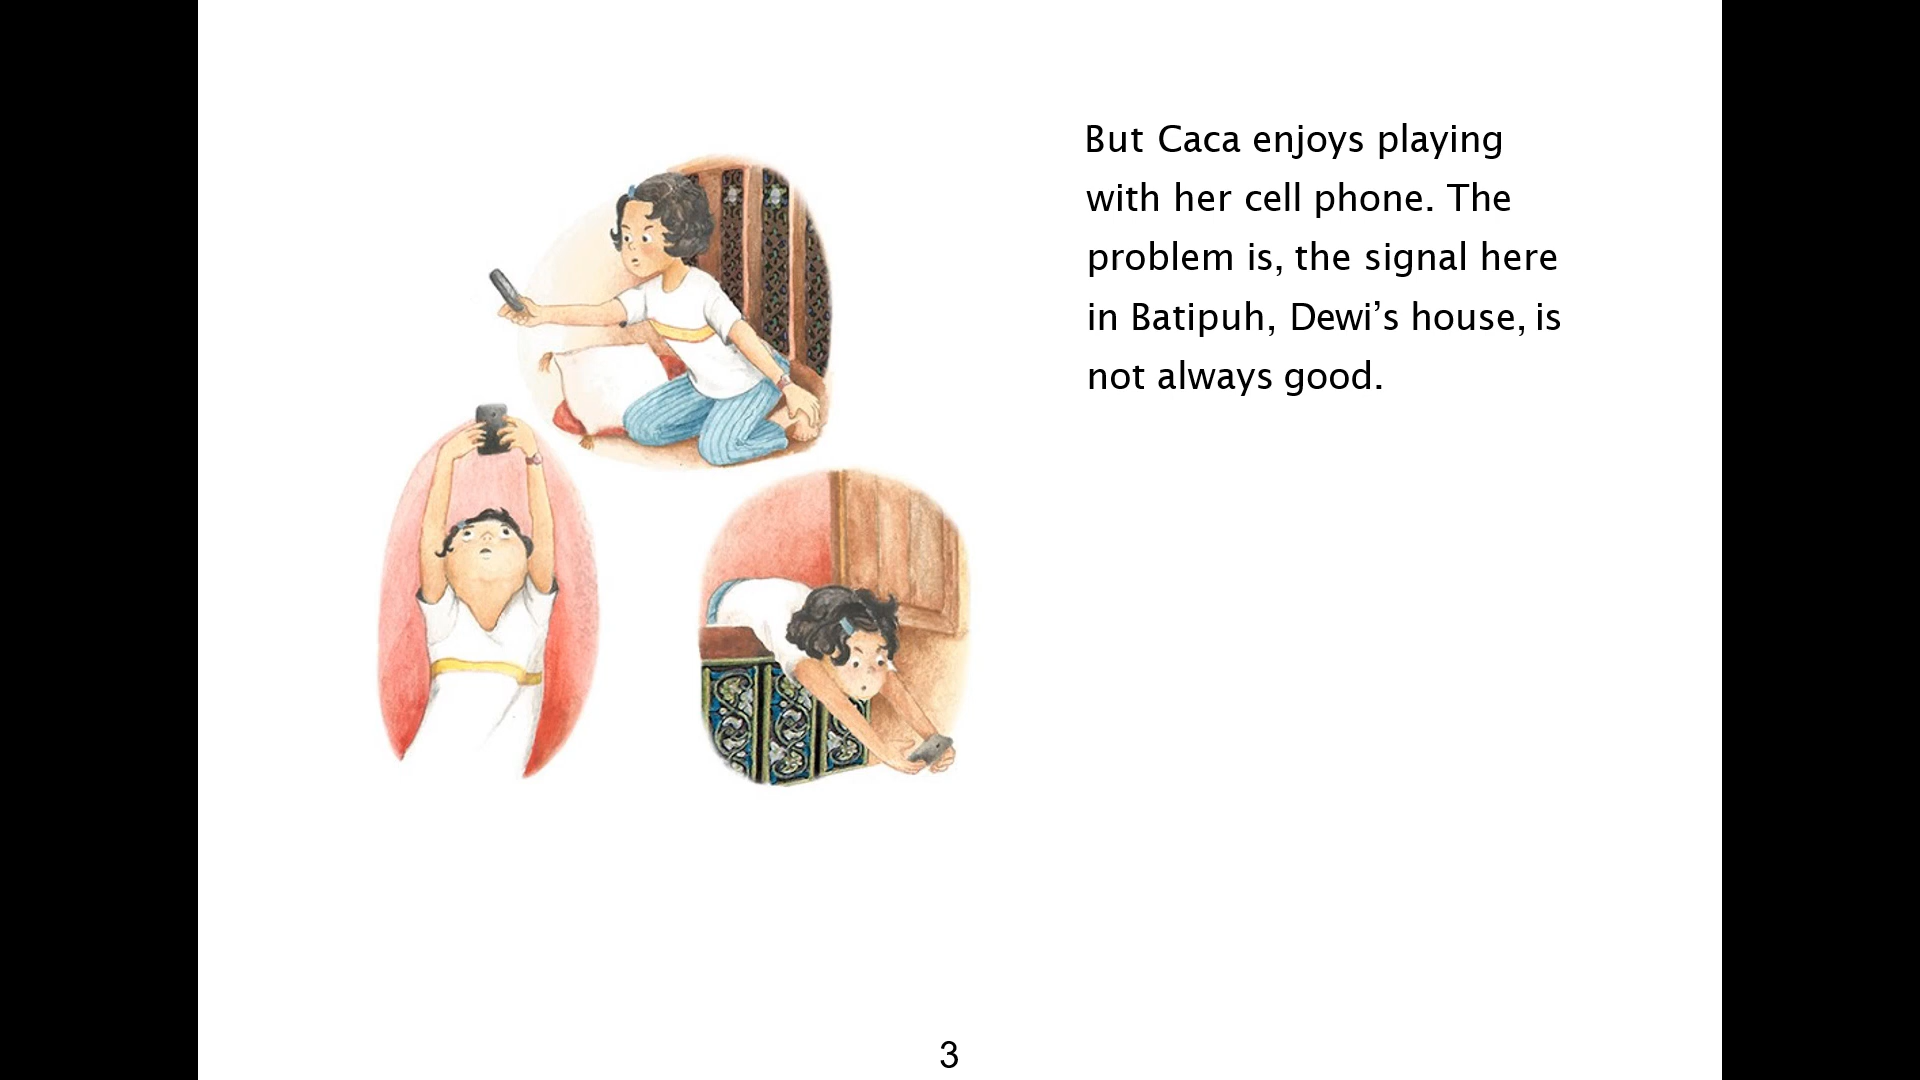 But Caca enjoys playing
with her cell phone. The
problem is, the signal here
in Batipuh, Dewi’s house, is
not always good.
3